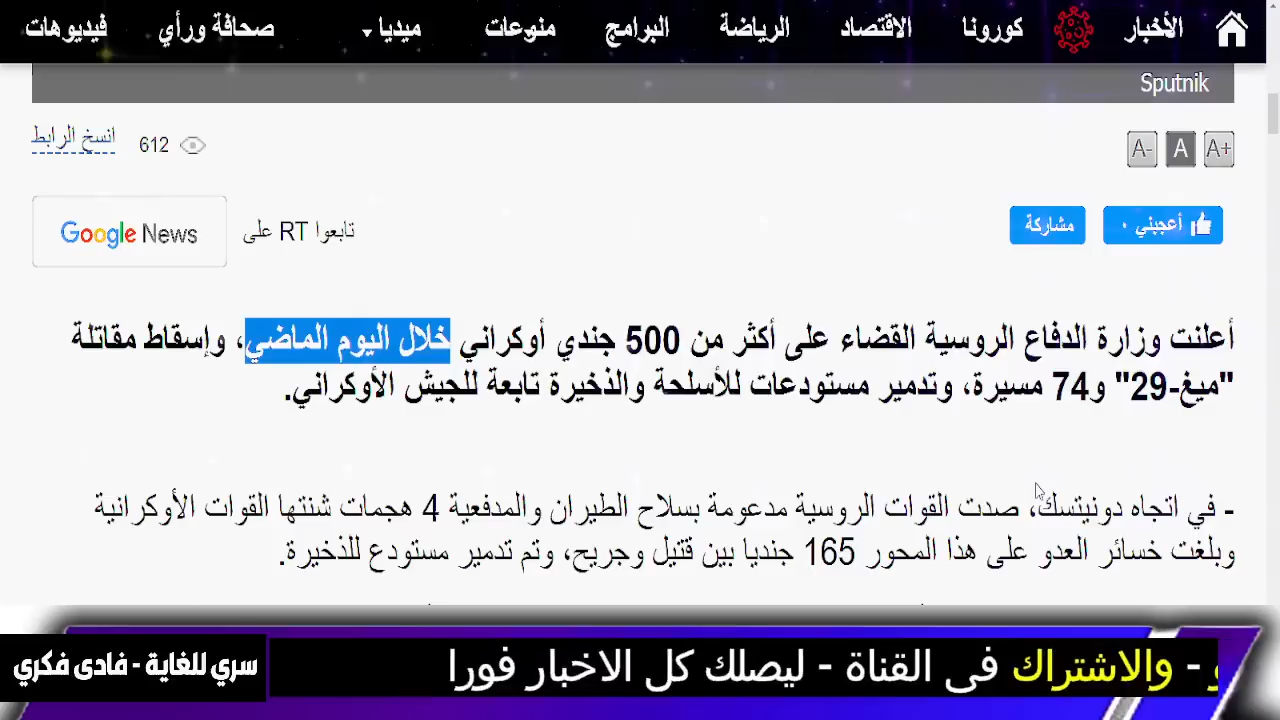 الأخبار كورونا الاقتصاد الرياضة البرامج منوعات ميديا صحافة ورأي فيديوهات
Sputnik
A+ A A- 612 انسخ الرابط
أعجبني ٠ مشاركة تابعوا RT على Google News
أعلنت وزارة الدفاع الروسية القضاء على أكثر من 500 جندي أوكراني خلال اليوم الماضي، وإسقاط مقاتلة
"ميغ-29" و74 مسيرة، وتدمير مستودعات للأسلحة والذخيرة تابعة للجيش الأوكراني.
- في اتجاه دونيتسك، صدت القوات الروسية مدعومة بسلاح الطيران والمدفعية 4 هجمات شنتها القوات الأوكرانية
وبلغت خسائر العدو على هذا المحور 165 جنديا بين قتيل وجريح، وتم تدمير مستودع للذخيرة.
و - والاشتراك فى القناة - ليصلك كل الاخبار فورا
سري للغاية - فادى فكري